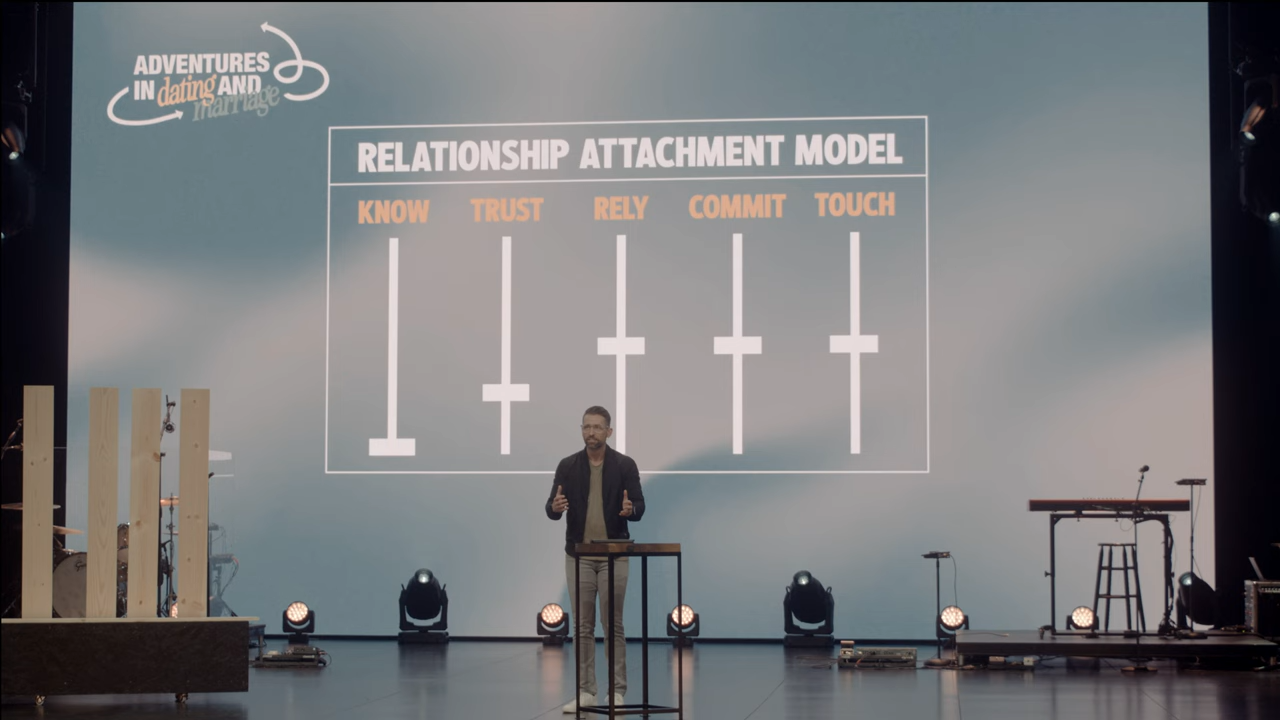 ADVENTURES
IN dating AND
marriage
RELATIONSHIP ATTACHMENT MODEL
KNOW TRUST RELY COMMIT TOUCH